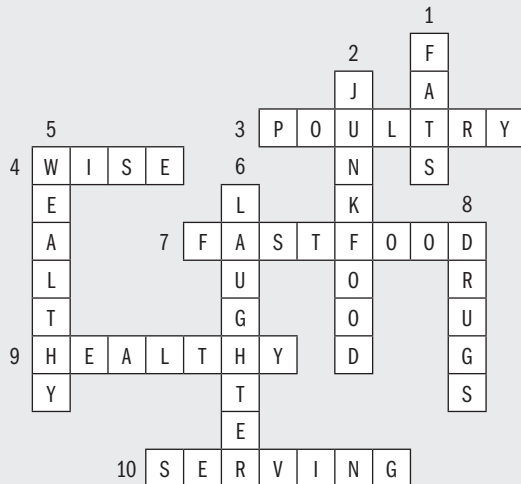 1
2 F
J A
5 3 P O U L T R Y
4 W I S E 6 N S
E L K 8
A 7 F A S T F O O D
L U O R
T G O U
9 H E A L T H Y D G
Y T S
E
10 S E R V I N G